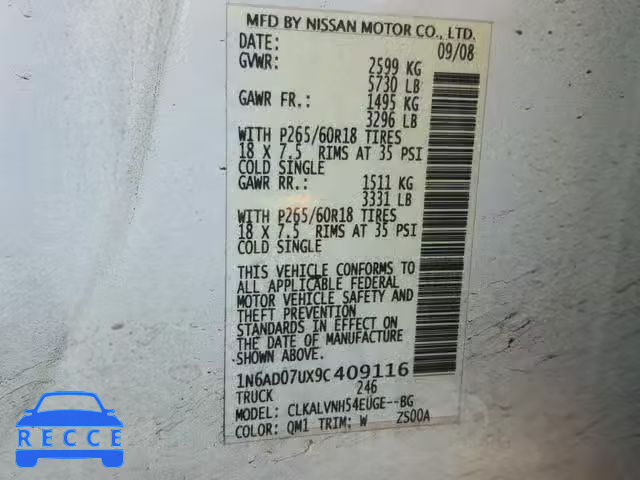 MFD BY NISSAN MOTOR CO., LTD.
DATE: 09/08
GVWR: 2599 KG
5730 LB
GAWR FR.: 1495 KG
3296 LB
WITH P265/60R18 TIRES
18 X 7.5 RIMS AT 35 PSI
COLD SINGLE
GAWR RR.: 1511 KG
3331 LB
WITH P265/60R18 TIRES
18 X 7.5 RIMS AT 35 PSI
COLD SINGLE
THIS VEHICLE CONFORMS TO
ALL APPLICABLE FEDERAL
MOTOR VEHICLE SAFETY AND
THEFT PREVENTION
STANDARDS IN EFFECT ON
THE DATE OF MANUFACTURE
SHOWN ABOVE.
1N6AD07UX9C409116
TRUCK 246
MODEL: CLKALVNH54EUGE--BG
COLOR: QM1 TRIM: W ZS00A